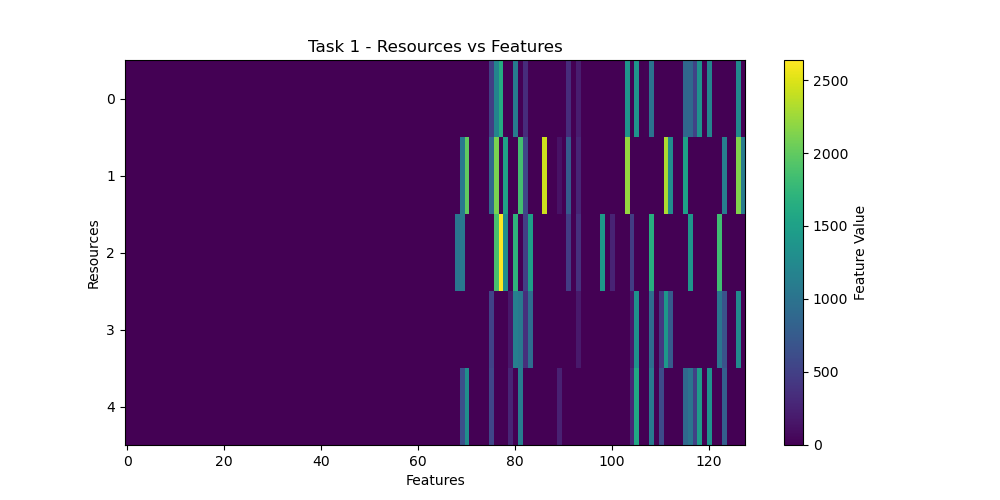 Task 1 - Resources vs Features
Resources
0
1
2
3
4
0 20 40 60 80 100 120
Features
2500
2000
1500
1000
500
0
Feature Value